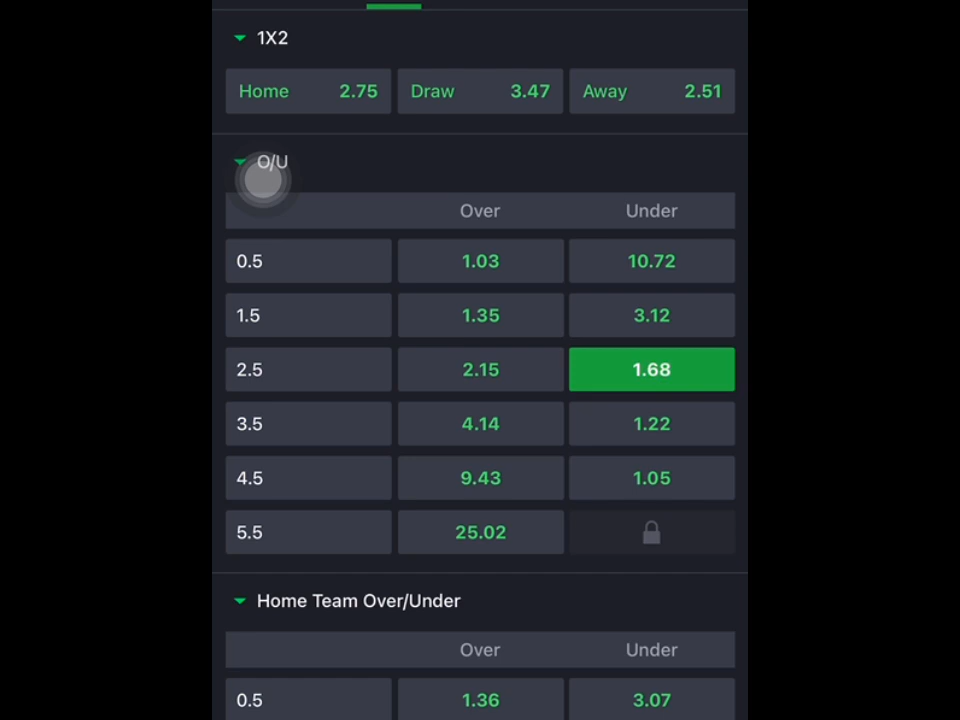 1X2
Home 2.75 Draw 3.47 Away 2.51
O/U
Over Under
0.5 1.03 10.72
1.5 1.35 3.12
2.5 2.15 1.68
3.5 4.14 1.22
4.5 9.43 1.05
5.5 25.02
Home Team Over/Under
Over Under
0.5 1.36 3.07